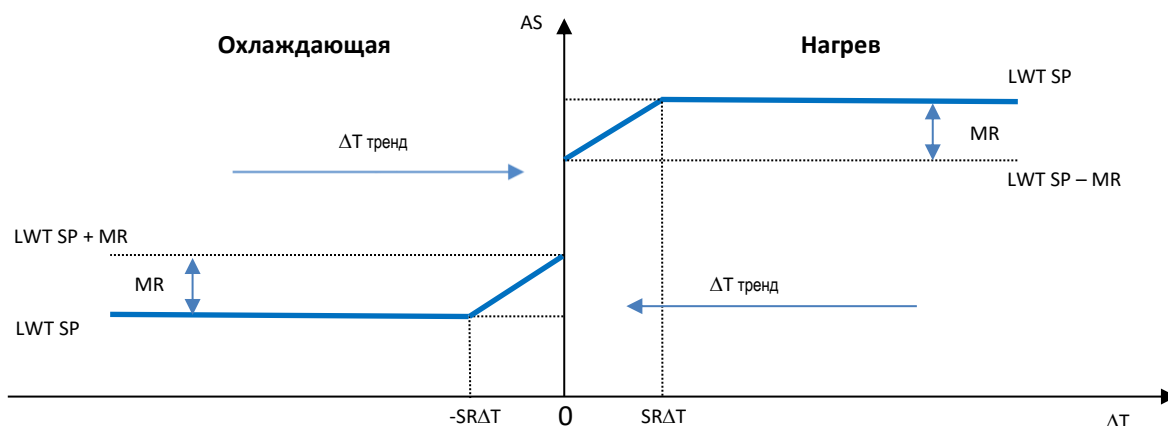 AS
Охлаждающая
Нагрев
LWT SP
ΔT тренд
MR
LWT SP – MR
LWT SP + MR
MR
ΔT тренд
LWT SP
-SRΔT
0
SRΔT
ΔT